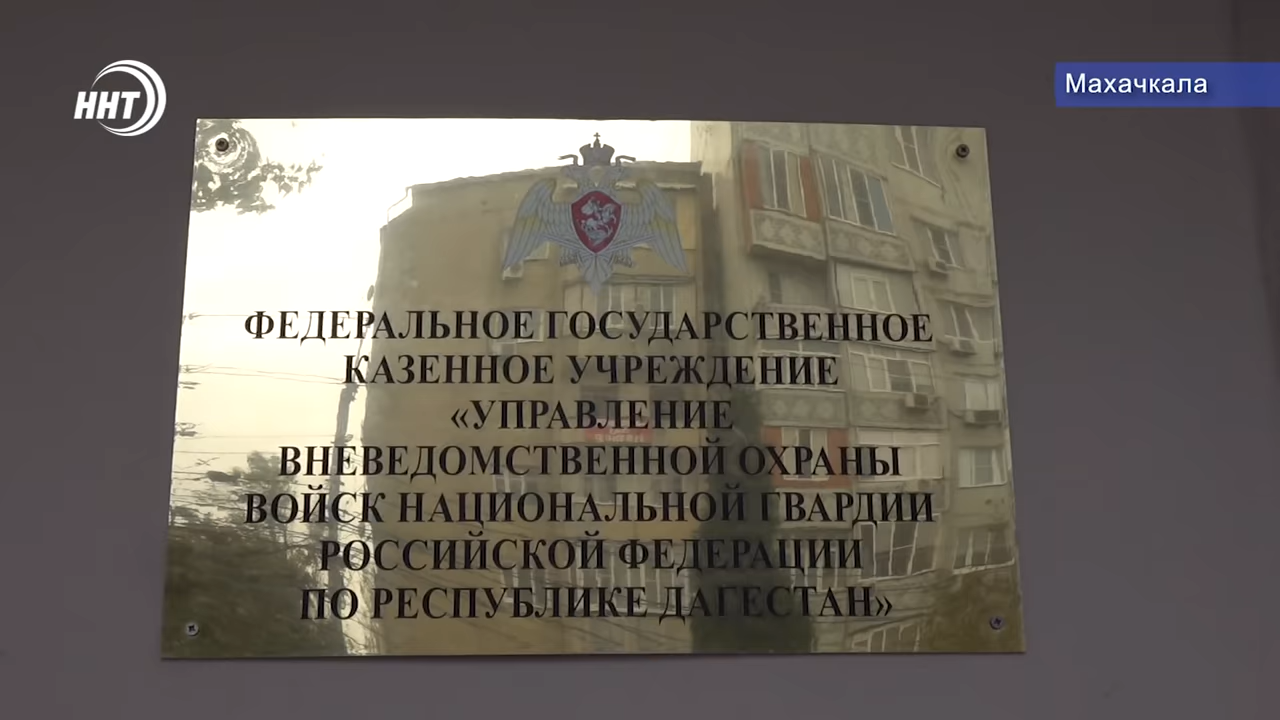 ННТ
Махачкала
ФЕДЕРАЛЬНОЕ ГОСУДАРСТВЕННОЕ
КАЗЕННОЕ УЧРЕЖДЕНИЕ
«УПРАВЛЕНИЕ
ВНЕВЕДОМСТВЕННОЙ ОХРАНЫ
ВОЙСК НАЦИОНАЛЬНОЙ ГВАРДИИ
РОССИЙСКОЙ ФЕДЕРАЦИИ
ПО РЕСПУБЛИКЕ ДАГЕСТАН»